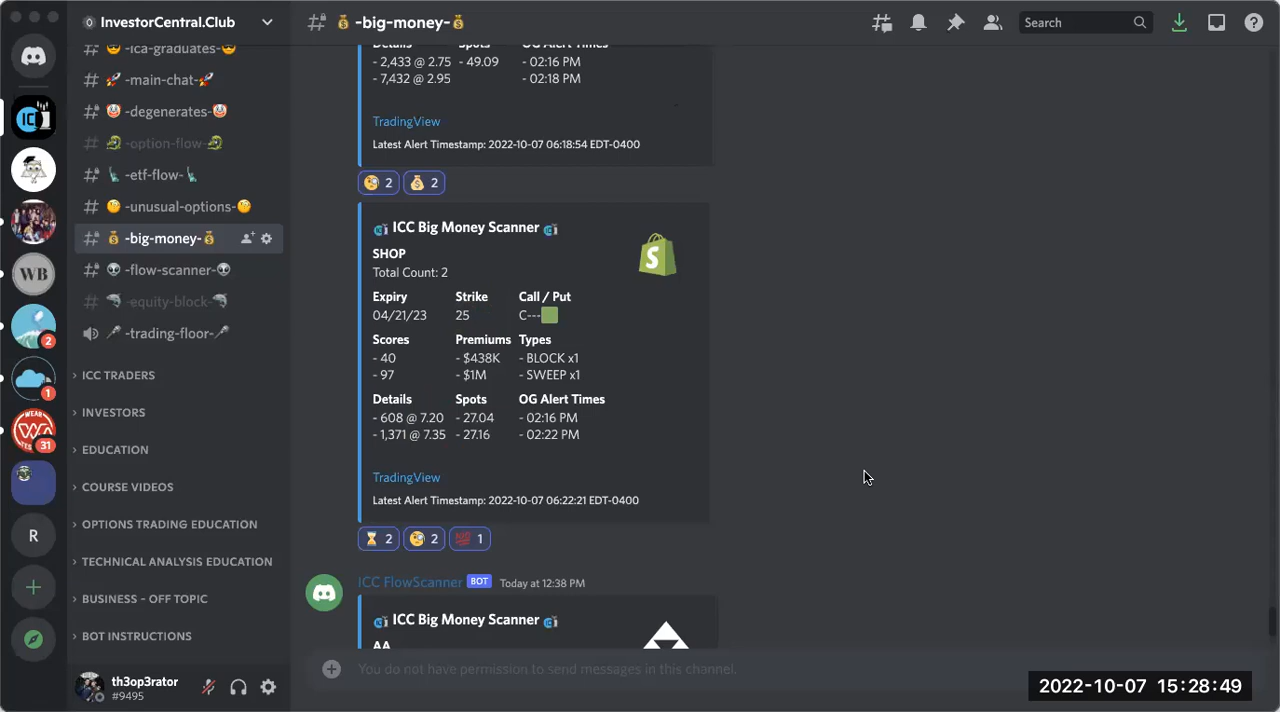 InvestorCentral.Club
-ica-graduates-
-main-chat-
-degenerates-
-option-flow-
-etf-flow-
-unusual-options-
-big-money-
-flow-scanner-
-equity-block-
-trading-floor-
ICC TRADERS
INVESTORS
EDUCATION
COURSE VIDEOS
OPTIONS TRADING EDUCATION
TECHNICAL ANALYSIS EDUCATION
BUSINESS - OFF TOPIC
BOT INSTRUCTIONS
th3op3rator
#9495
WB
2
1
31
R
-big-money-
Search
Details Spots OG Alert Times
- 2,433 @ 2.75 - 49.09 - 02:16 PM
- 7,432 @ 2.95 - 02:18 PM
TradingView
Latest Alert Timestamp: 2022-10-07 06:18:54 EDT-0400
2 2
ICC Big Money Scanner
SHOP
Total Count: 2
Expiry Strike Call / Put
04/21/23 25 C---
Scores Premiums Types
- 40 - $438K - BLOCK x1
- 97 - $1M - SWEEP x1
Details Spots OG Alert Times
- 608 @ 7.20 - 27.04 - 02:16 PM
- 1,371 @ 7.35 - 27.16 - 02:22 PM
TradingView
Latest Alert Timestamp: 2022-10-07 06:22:21 EDT-0400
2 2 1
ICC FlowScanner BOT Today at 12:38 PM
ICC Big Money Scanner
AA
You do not have permission to send messages in this channel.
2022-10-07 15:28:49